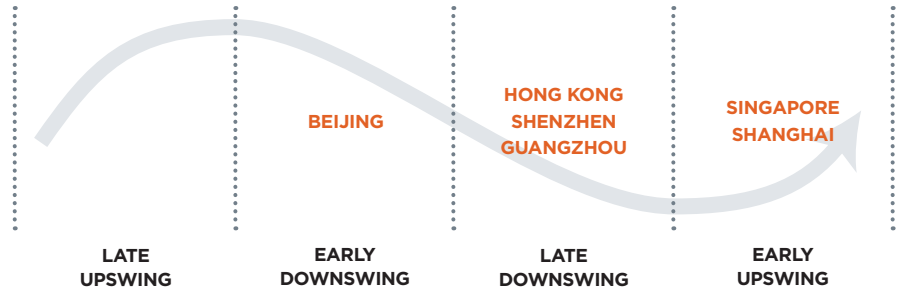 BEIJING
HONG KONG
SHENZHEN
GUANGZHOU
SINGAPORE
SHANGHAI
LATE
UPSWING
EARLY
DOWNSWING
LATE
DOWNSWING
EARLY
UPSWING